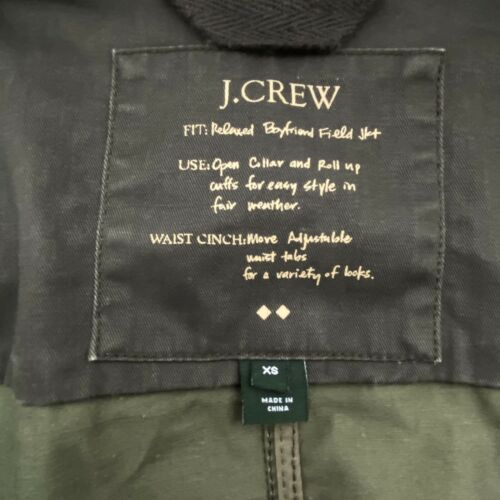 J.CREW
FIT: Relaxed Boyfriend Field Jkt
USE: Open Collar and Roll up
cuffs for easy style in
fair weather.
WAIST CINCH: Move Adjustable
waist tabs
for a variety of looks.
XS
MADE IN
CHINA